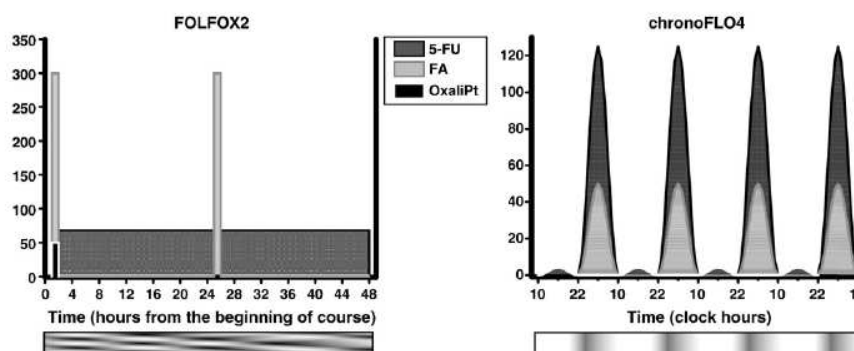 FOLFOX2
350
300
250
200
150
100
50
0
0 4 8 12 16 20 24 26 28 32 36 40 44 48
Time (hours from the beginning of course)
5-FU
FA
OxaliPt
chronoFLO4
120
100
80
60
40
20
0
10 22 10 22 10 22 10 22 1
Time (clock hours)